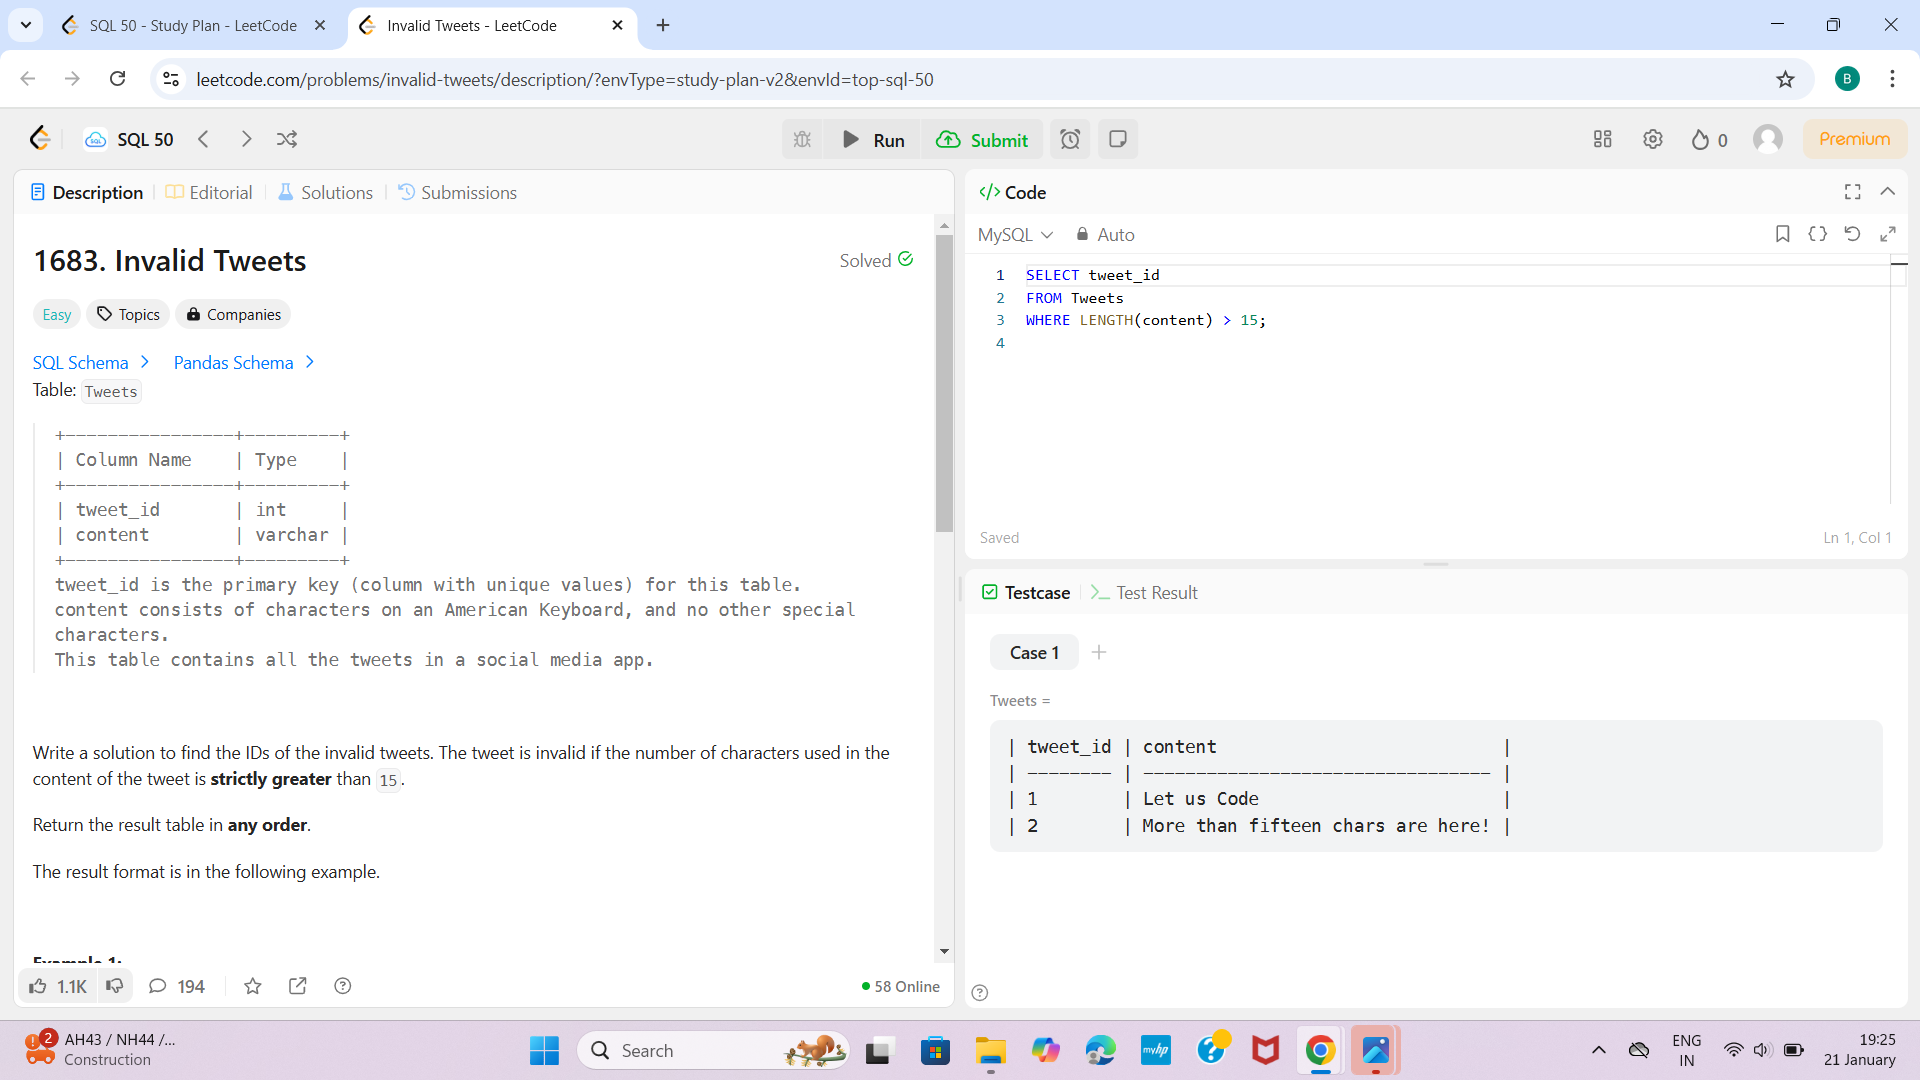 SQL 50 - Study Plan - LeetCode
Invalid Tweets - LeetCode
leetcode.com/problems/invalid-tweets/description/?envType=study-plan-v2&envId=top-sql-50
B
SQL 50
Run
Submit
0
Premium
Description
Editorial
Solutions
Submissions
1683. Invalid Tweets
Solved
Easy
Topics
Companies
SQL Schema
Pandas Schema
Table: Tweets
+----------------+---------+
| Column Name    | Type    |
+----------------+---------+
| tweet_id       | int     |
| content        | varchar |
+----------------+---------+
tweet_id is the primary key (column with unique values) for this table.
content consists of characters on an American Keyboard, and no other special
characters.
This table contains all the tweets in a social media app.
Write a solution to find the IDs of the invalid tweets. The tweet is invalid if the number of characters used in the
content of the tweet is strictly greater than 15.
Return the result table in any order.
The result format is in the following example.
Example 1:
1.1K
194
58 Online
Code
MySQL
Auto
1 SELECT tweet_id
2 FROM Tweets
3 WHERE LENGTH(content) > 15;
4
Saved
Ln 1, Col 1
Testcase
Test Result
Case 1
Tweets =
| tweet_id | content                           |
| -------- | --------------------------------- |
| 1        | Let us Code                       |
| 2        | More than fifteen chars are here! |
2
AH43 / NH44 /...
Construction
Search
myhp
ENG
IN
19:25
21 January